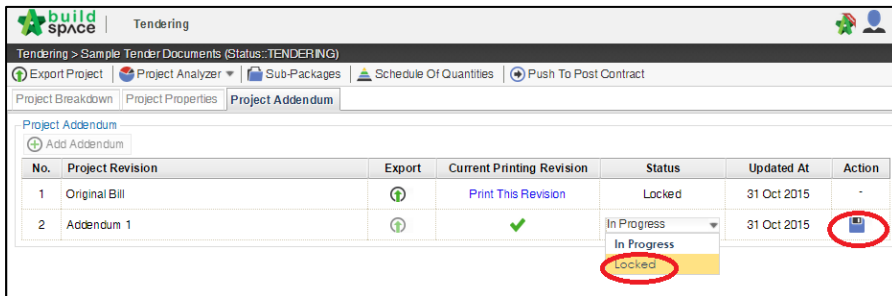 build
space
Tendering
Tendering > Sample Tender Documents (Status::TENDERING)
Export Project Project Analyzer Sub-Packages Schedule Of Quantities Push To Post Contract
Project Breakdown Project Properties Project Addendum
Project Addendum
Add Addendum
No. Project Revision Export Current Printing Revision Status Updated At Action
1 Original Bill Print This Revision Locked 31 Oct 2015 -
2 Addendum 1 In Progress 31 Oct 2015
In Progress
Locked